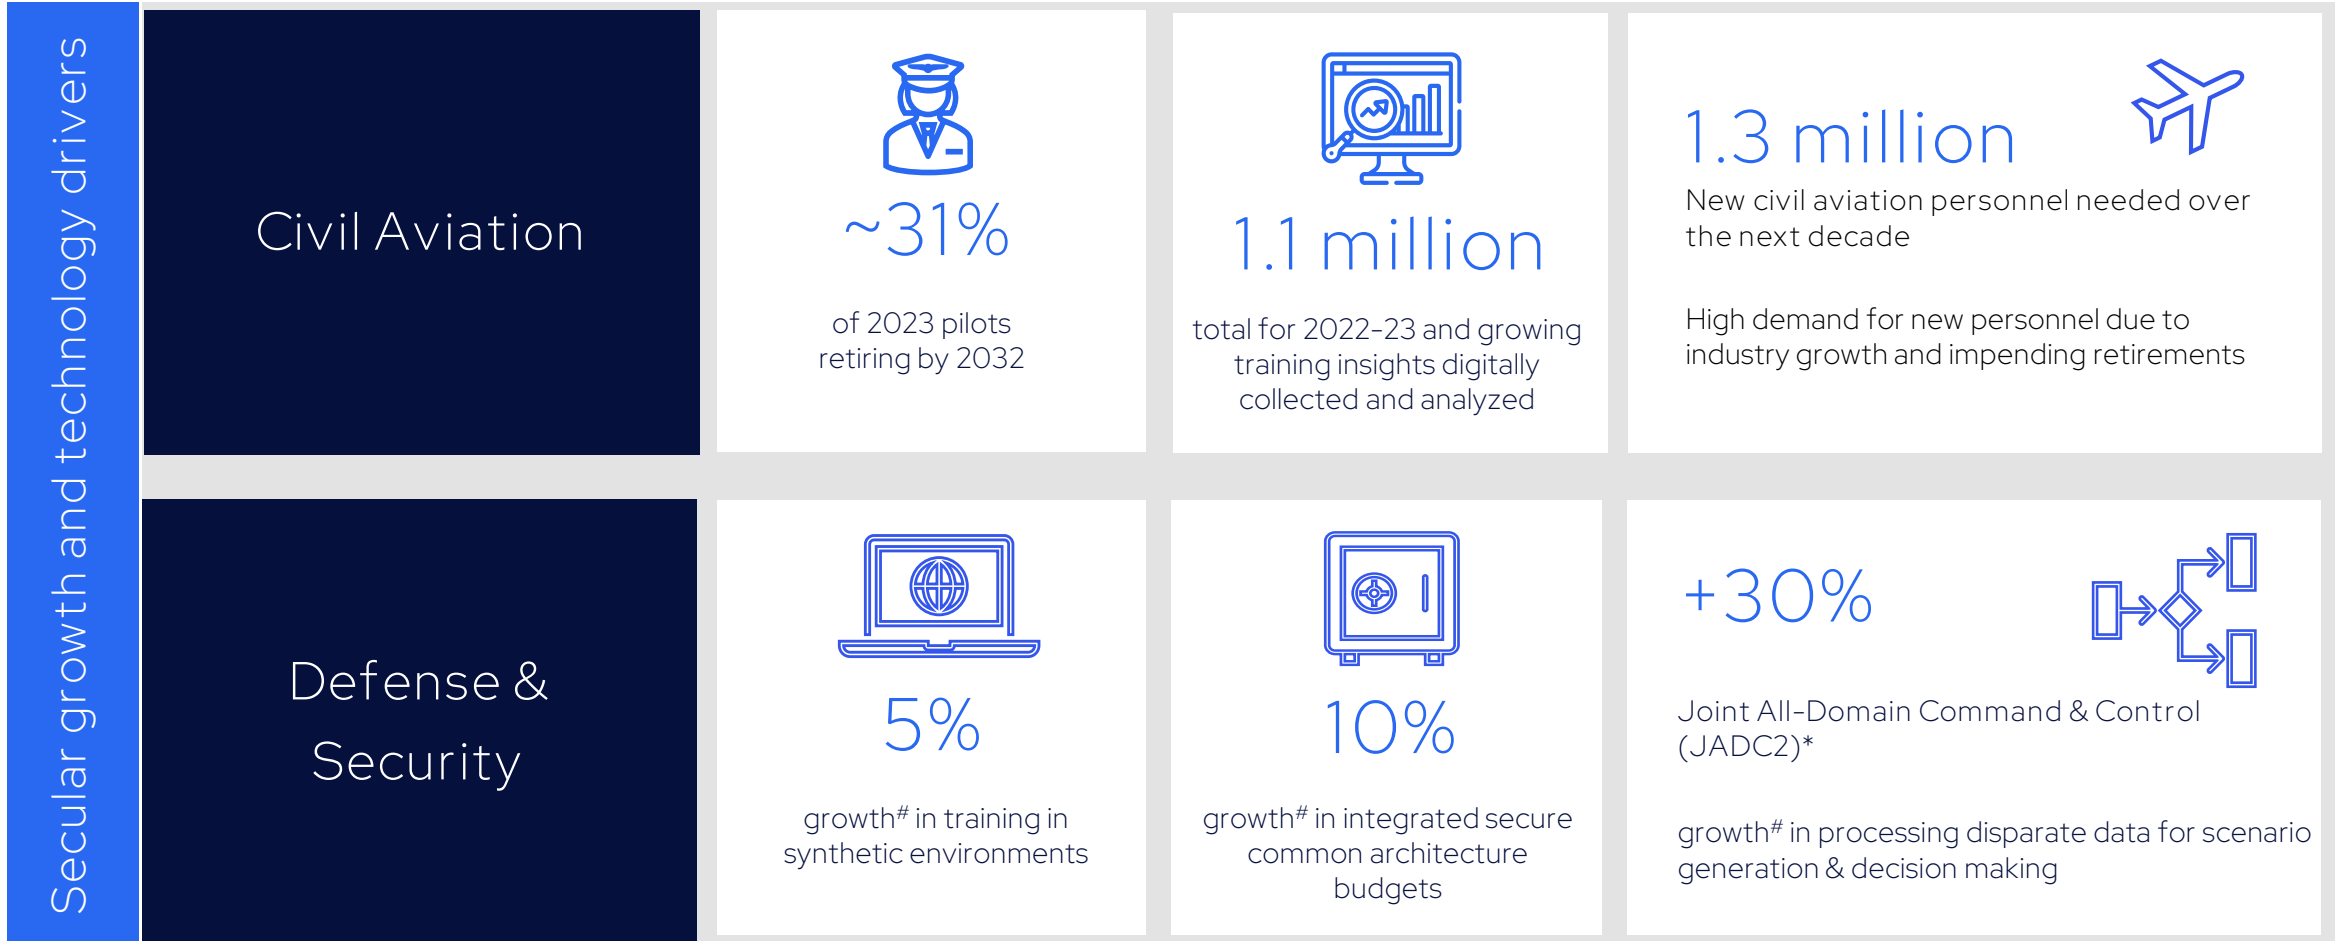 Secular growth and technology drivers
Civil Aviation
~31%
of 2023 pilots
retiring by 2032
1.1 million
total for 2022-23 and growing
training insights digitally
collected and analyzed
1.3 million
New civil aviation personnel needed over
the next decade
High demand for new personnel due to
industry growth and impending retirements
Defense &
Security
5%
growth# in training in
synthetic environments
10%
growth# in integrated secure
common architecture
budgets
+30%
Joint All-Domain Command & Control
(JADC2)*
growth# in processing disparate data for scenario
generation & decision making